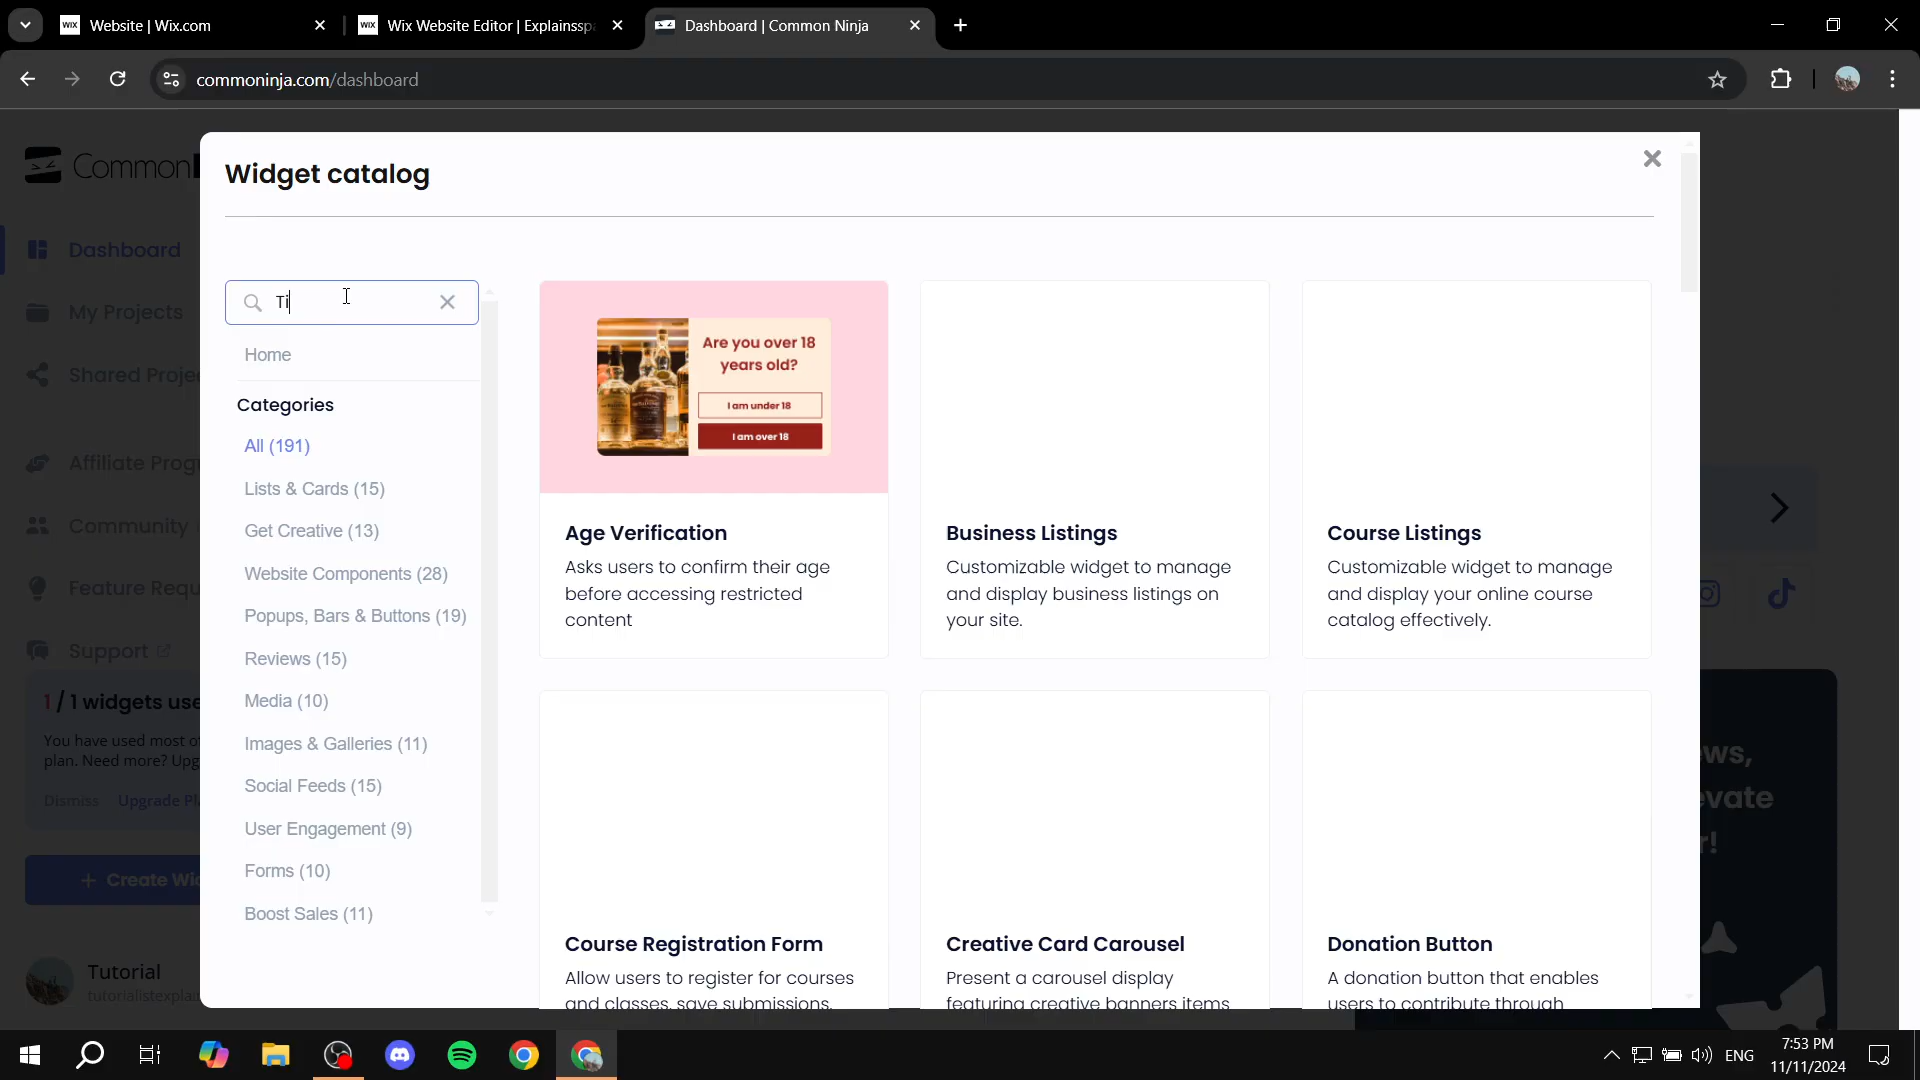 Website | Wix.com
Wix Website Editor | Explainssp
Dashboard | Common Ninja
commoninja.com/dashboard
Common
Dashboard
My Projects
Shared Proje
Affiliate Prog
Community
Feature Requ
Support
1 / 1 widgets use
You have used most o
plan. Need more? Upg
Dismiss Upgrade Pl
+ Create Wi
Tutorial
tutorialistexpla
Widget catalog
Ti
Home
Categories
All (191)
Lists & Cards (15)
Get Creative (13)
Website Components (28)
Popups, Bars & Buttons (19)
Reviews (15)
Media (10)
Images & Galleries (11)
Social Feeds (15)
User Engagement (9)
Forms (10)
Boost Sales (11)
Are you over 18
years old?
I am under 18
I am over 18
Age Verification
Asks users to confirm their age
before accessing restricted
content
Business Listings
Customizable widget to manage
and display business listings on
your site.
Course Listings
Customizable widget to manage
and display your online course
catalog effectively.
Course Registration Form
Allow users to register for courses
and classes, save submissions,
Creative Card Carousel
Present a carousel display
featuring creative banners items
Donation Button
A donation button that enables
users to contribute through
ews,
evate
r!
ENG
7:53 PM
11/11/2024